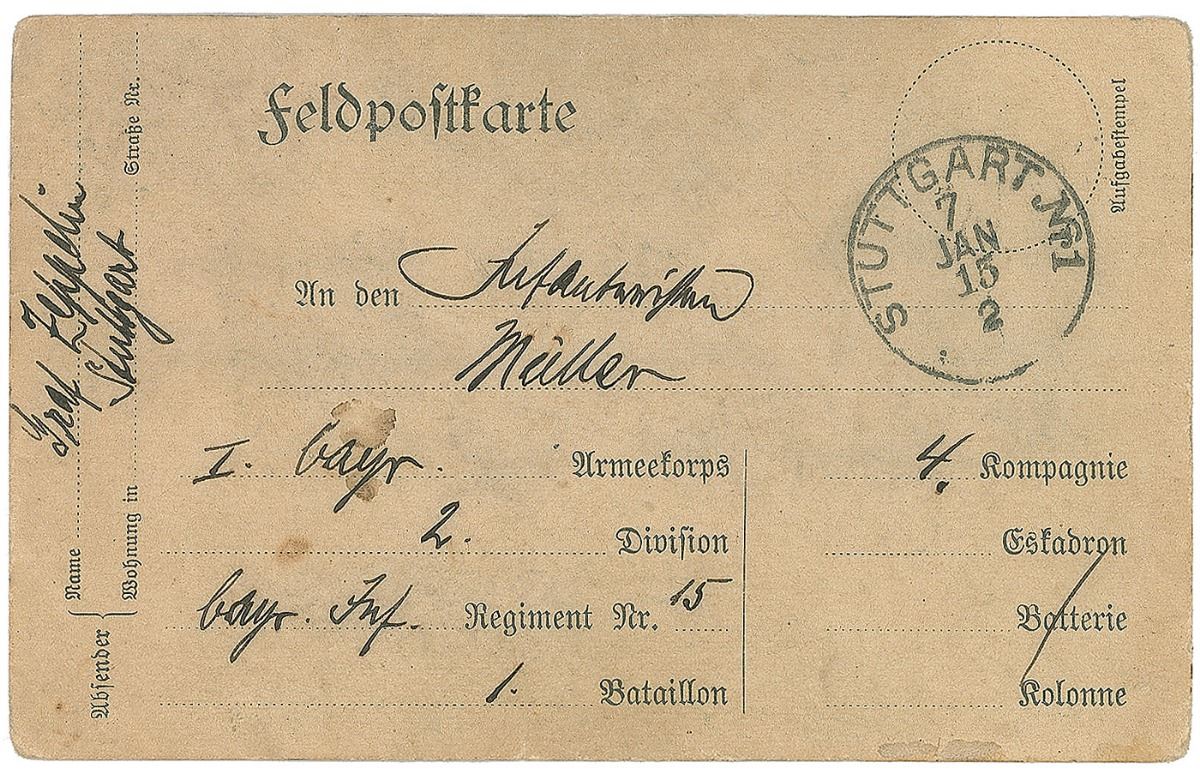 Feldpostkarte
Aufgabestempel
STUTTGART Nr 1
7
JAN
15
2
An den Infanteristen
Müller
I. bayr. Armeekorps
2. Division
bayr. Inf. Regiment Nr. 15
1. Bataillon
4. Kompagnie
Eskadron
Batterie
Kolonne
Absender
Name Graf Zeppelin
Wohnung in Stuttgart Straße Nr.